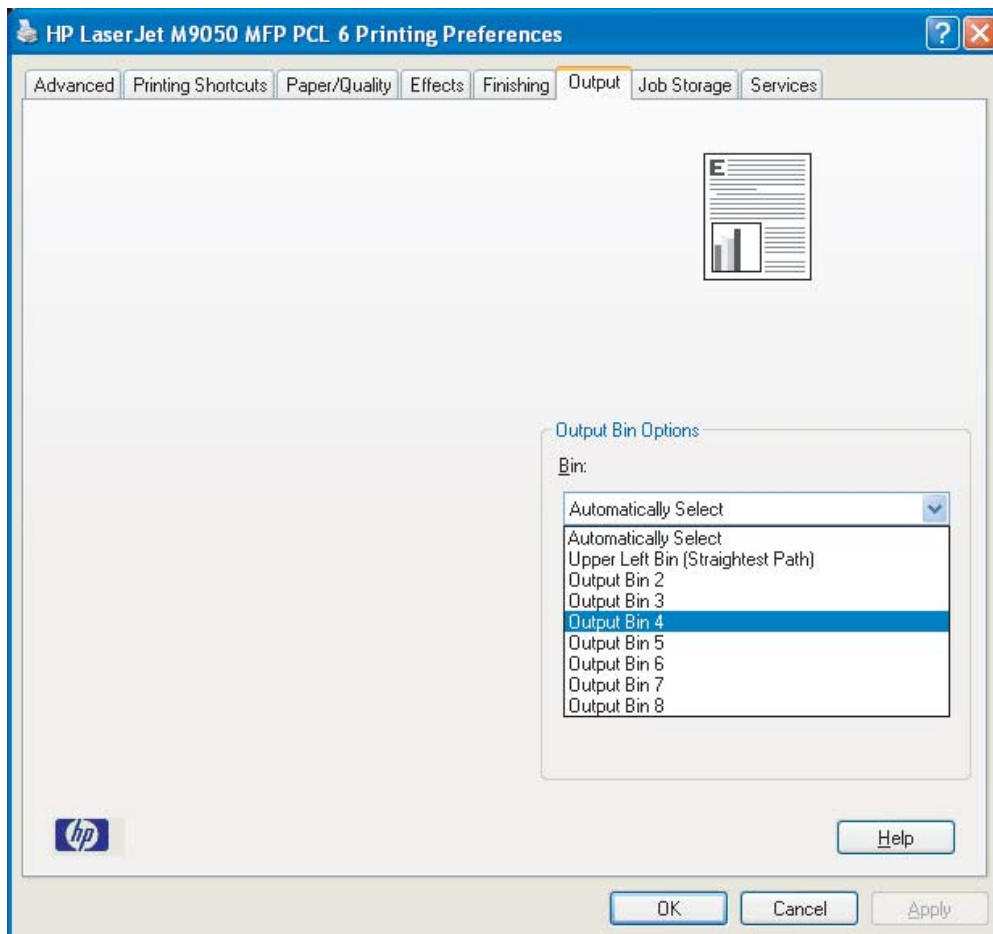 HP LaserJet M9050 MFP PCL 6 Printing Preferences
Advanced Printing Shortcuts Paper/Quality Effects Finishing Output Job Storage Services
E
Output Bin Options
Bin:
Automatically Select
Automatically Select
Upper Left Bin (Straightest Path)
Output Bin 2
Output Bin 3
Output Bin 4
Output Bin 5
Output Bin 6
Output Bin 7
Output Bin 8
hp
Help
OK Cancel Apply